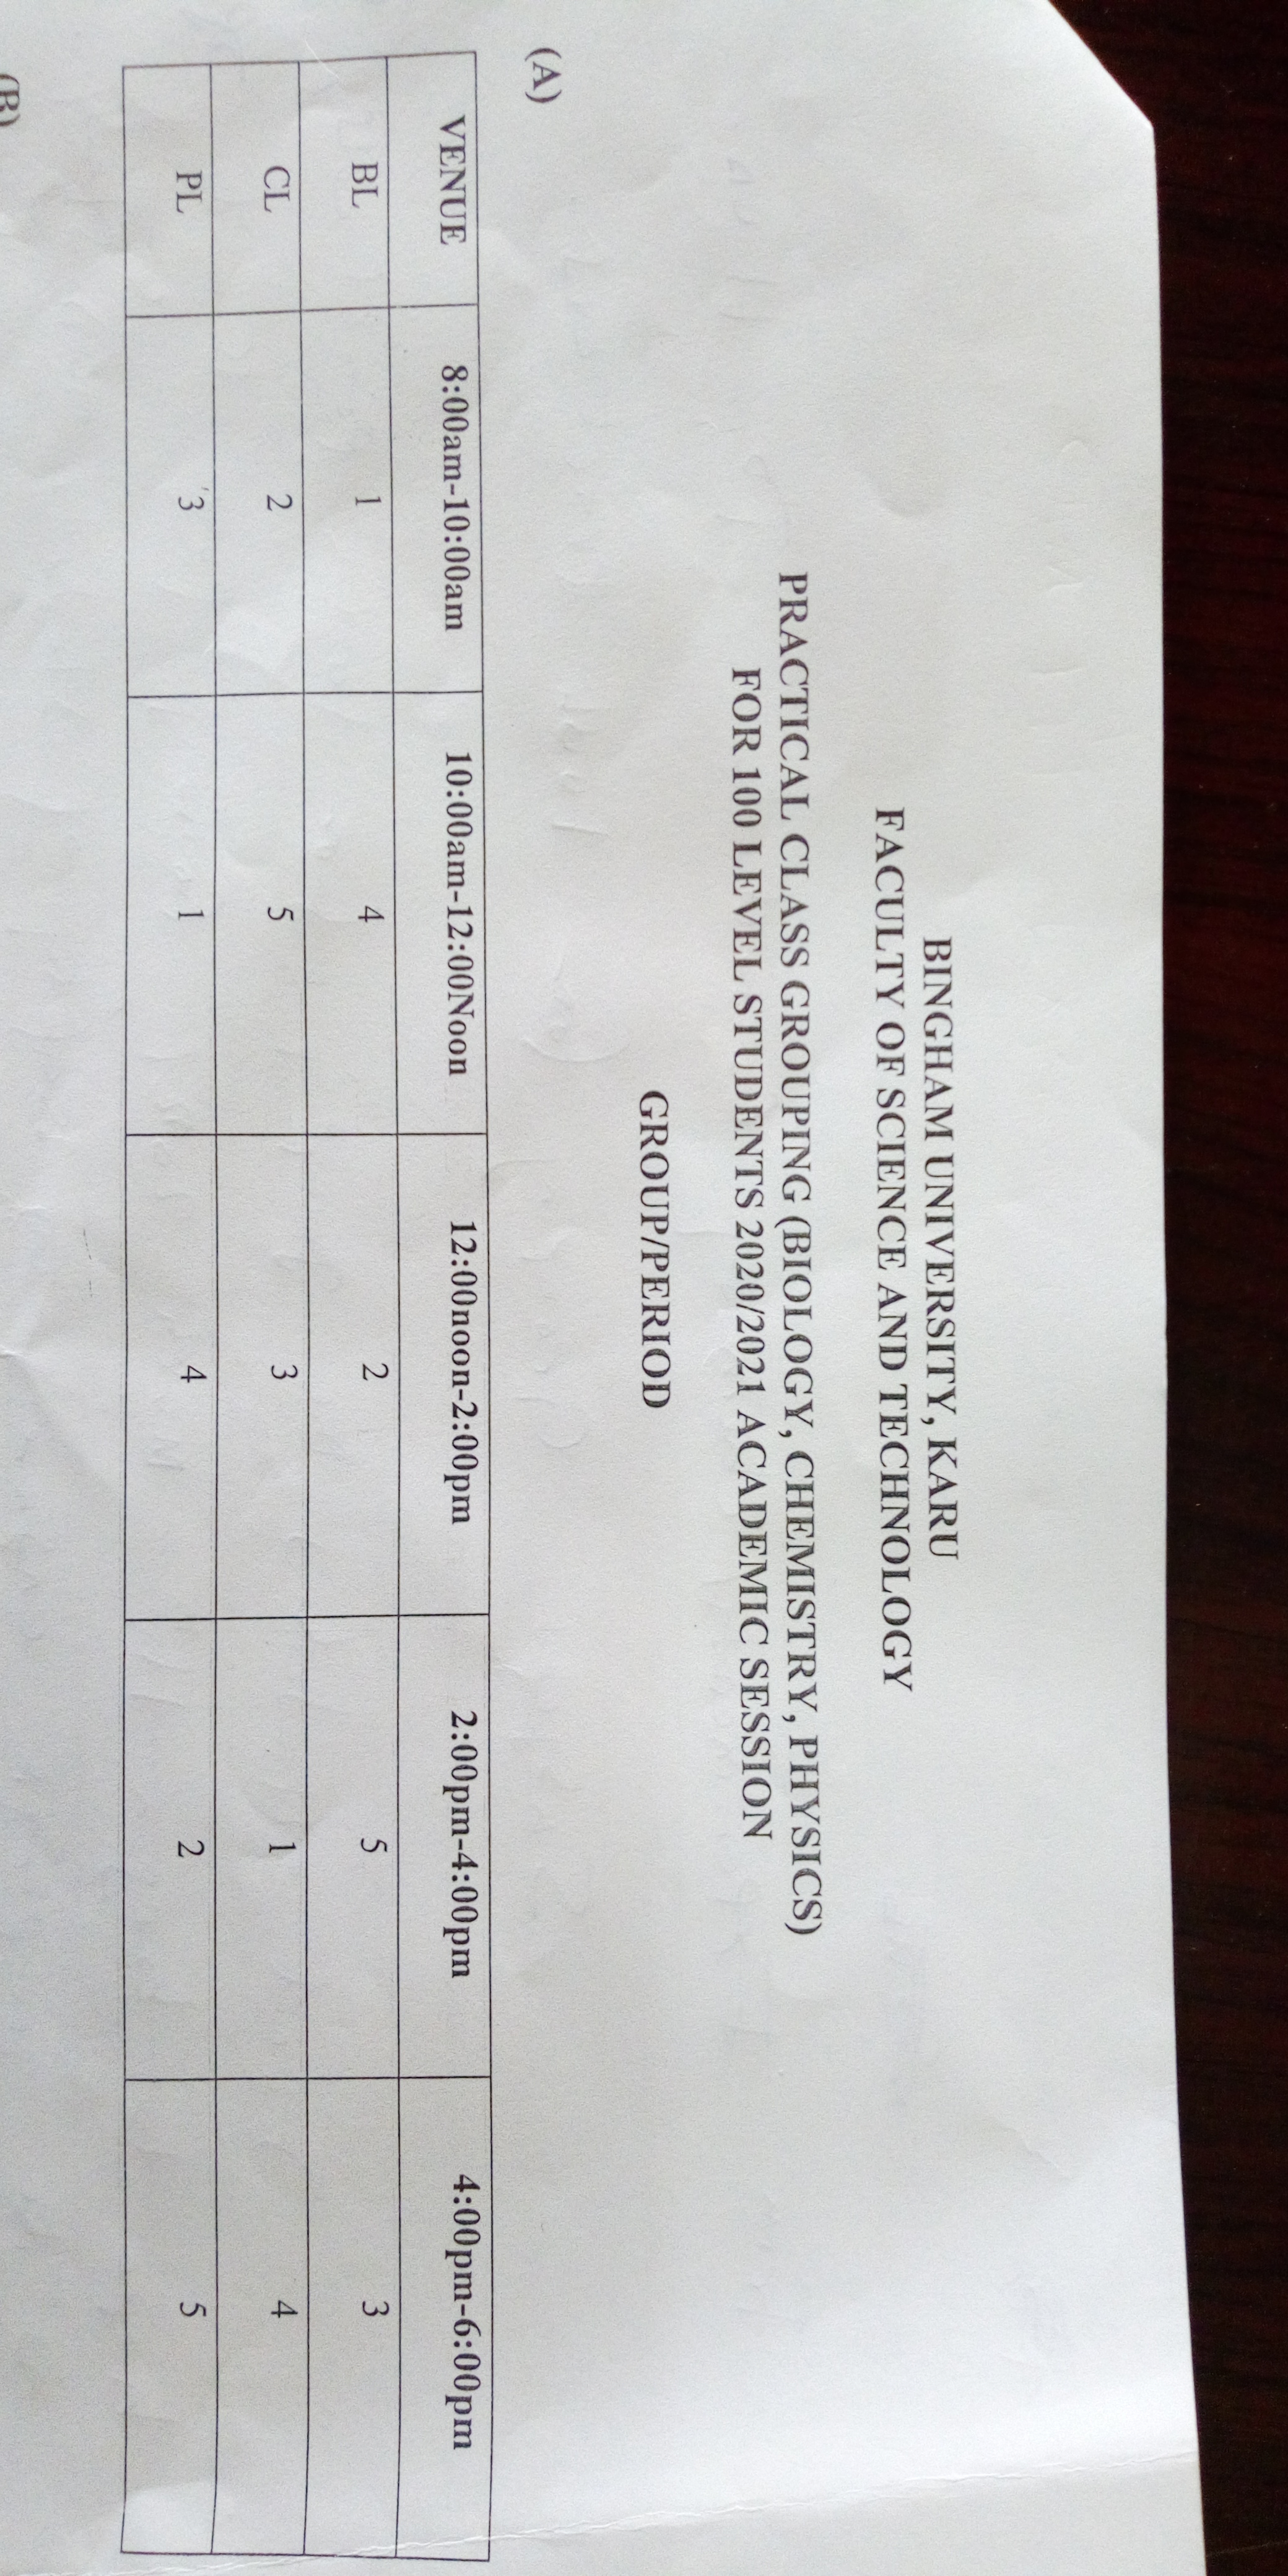 BINGHAM UNIVERSITY, KARU
FACULTY OF SCIENCE AND TECHNOLOGY
PRACTICAL CLASS GROUPING (BIOLOGY, CHEMISTRY, PHYSICS)
FOR 100 LEVEL STUDENTS 2020/2021 ACADEMIC SESSION
GROUP/PERIOD
(A)
VENUE 8:00am-10:00am 10:00am-12:00Noon 12:00noon-2:00pm 2:00pm-4:00pm 4:00pm-6:00pm
BL 1 4 2 5 3
CL 2 5 3 1 4
PL 3 1 4 2 5
(B)